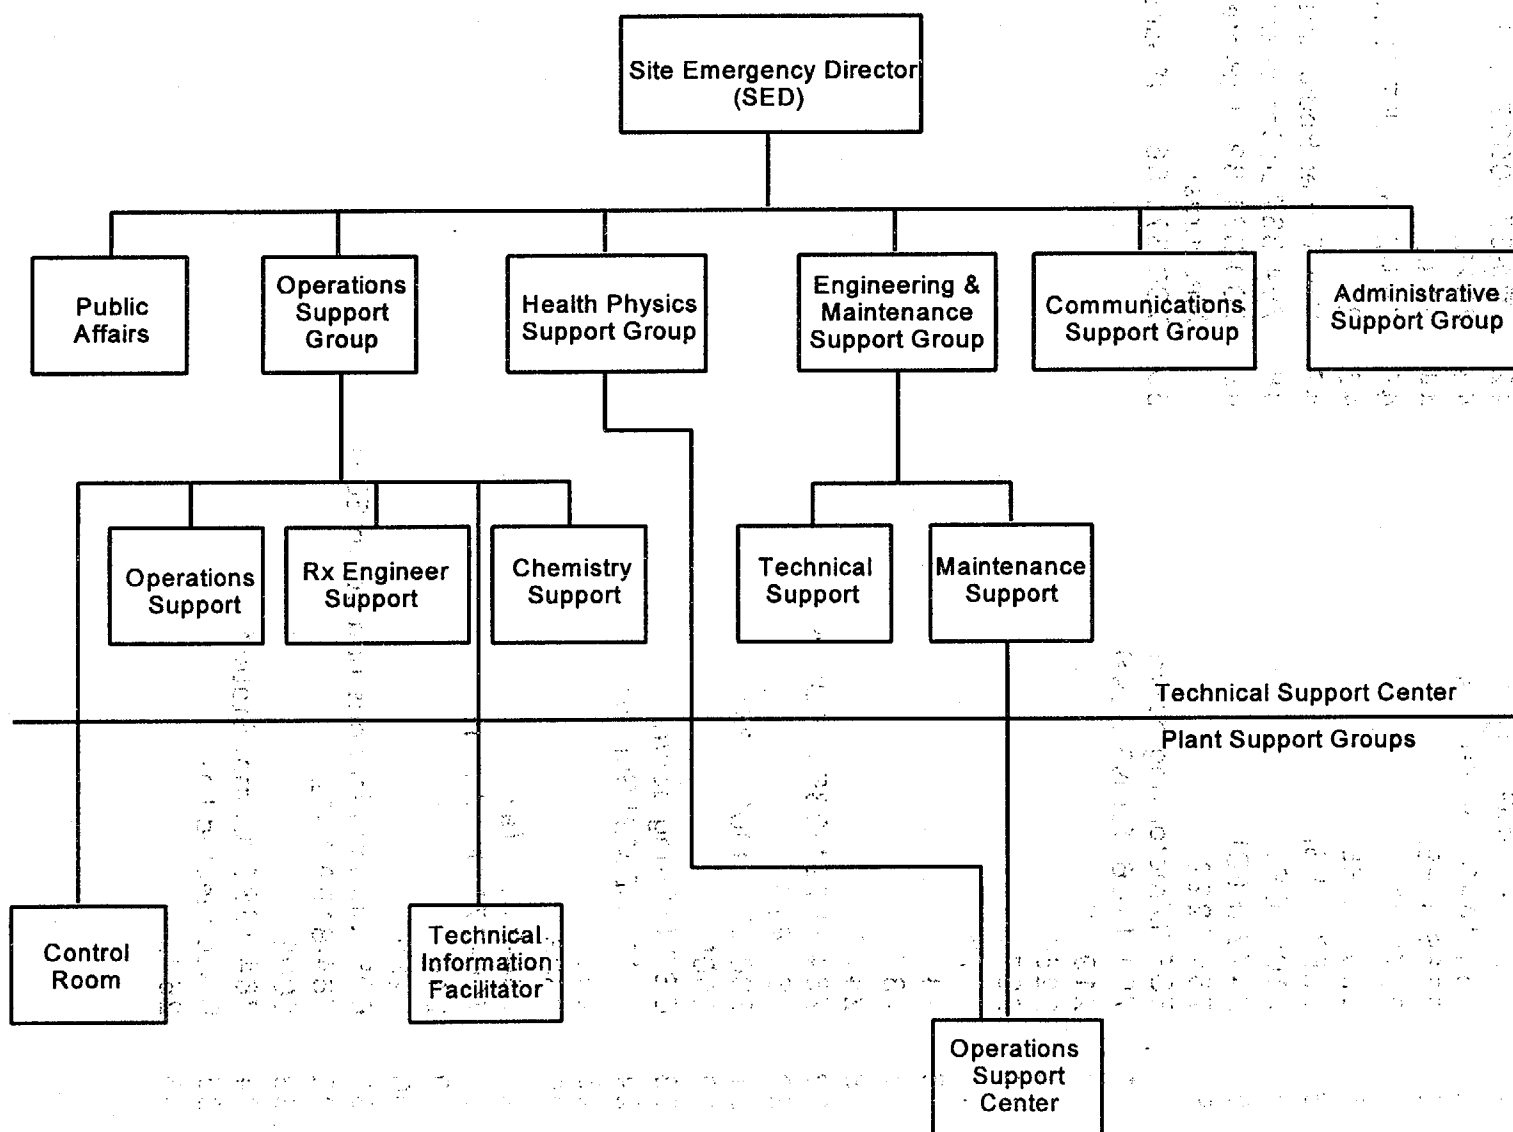 Site Emergency Director
(SED)
Public
Affairs
Operations
Support
Group
Health Physics
Support Group
Engineering &
Maintenance
Support Group
Communications
Support Group
Administrative
Support Group
Operations
Support
Rx Engineer
Support
Chemistry
Support
Technical
Support
Maintenance
Support
Technical Support Center
Plant Support Groups
Control
Room
Technical
Information
Facilitator
Operations
Support
Center